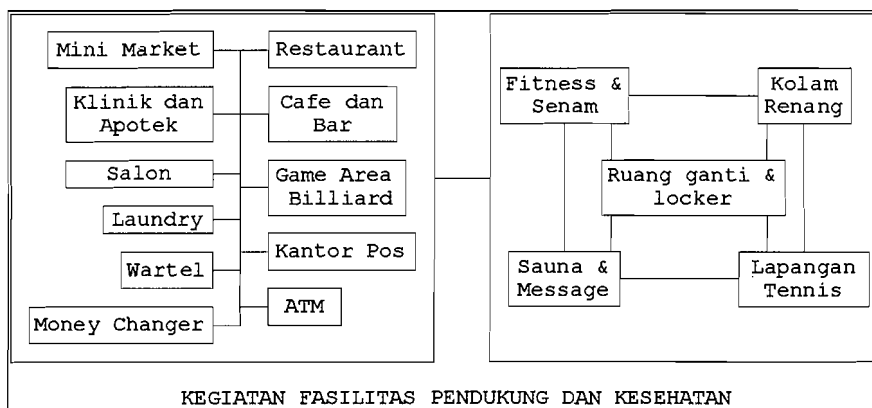 Mini Market
Restaurant
Klinik dan
Apotek
Cafe dan
Bar
Salon
Game Area
Billiard
Laundry
Kantor Pos
Wartel
ATM
Money Changer
Fitness &
Senam
Kolam
Renang
Ruang ganti &
locker
Sauna &
Message
Lapangan
Tennis
KEGIATAN FASILITAS PENDUKUNG DAN KESEHATAN